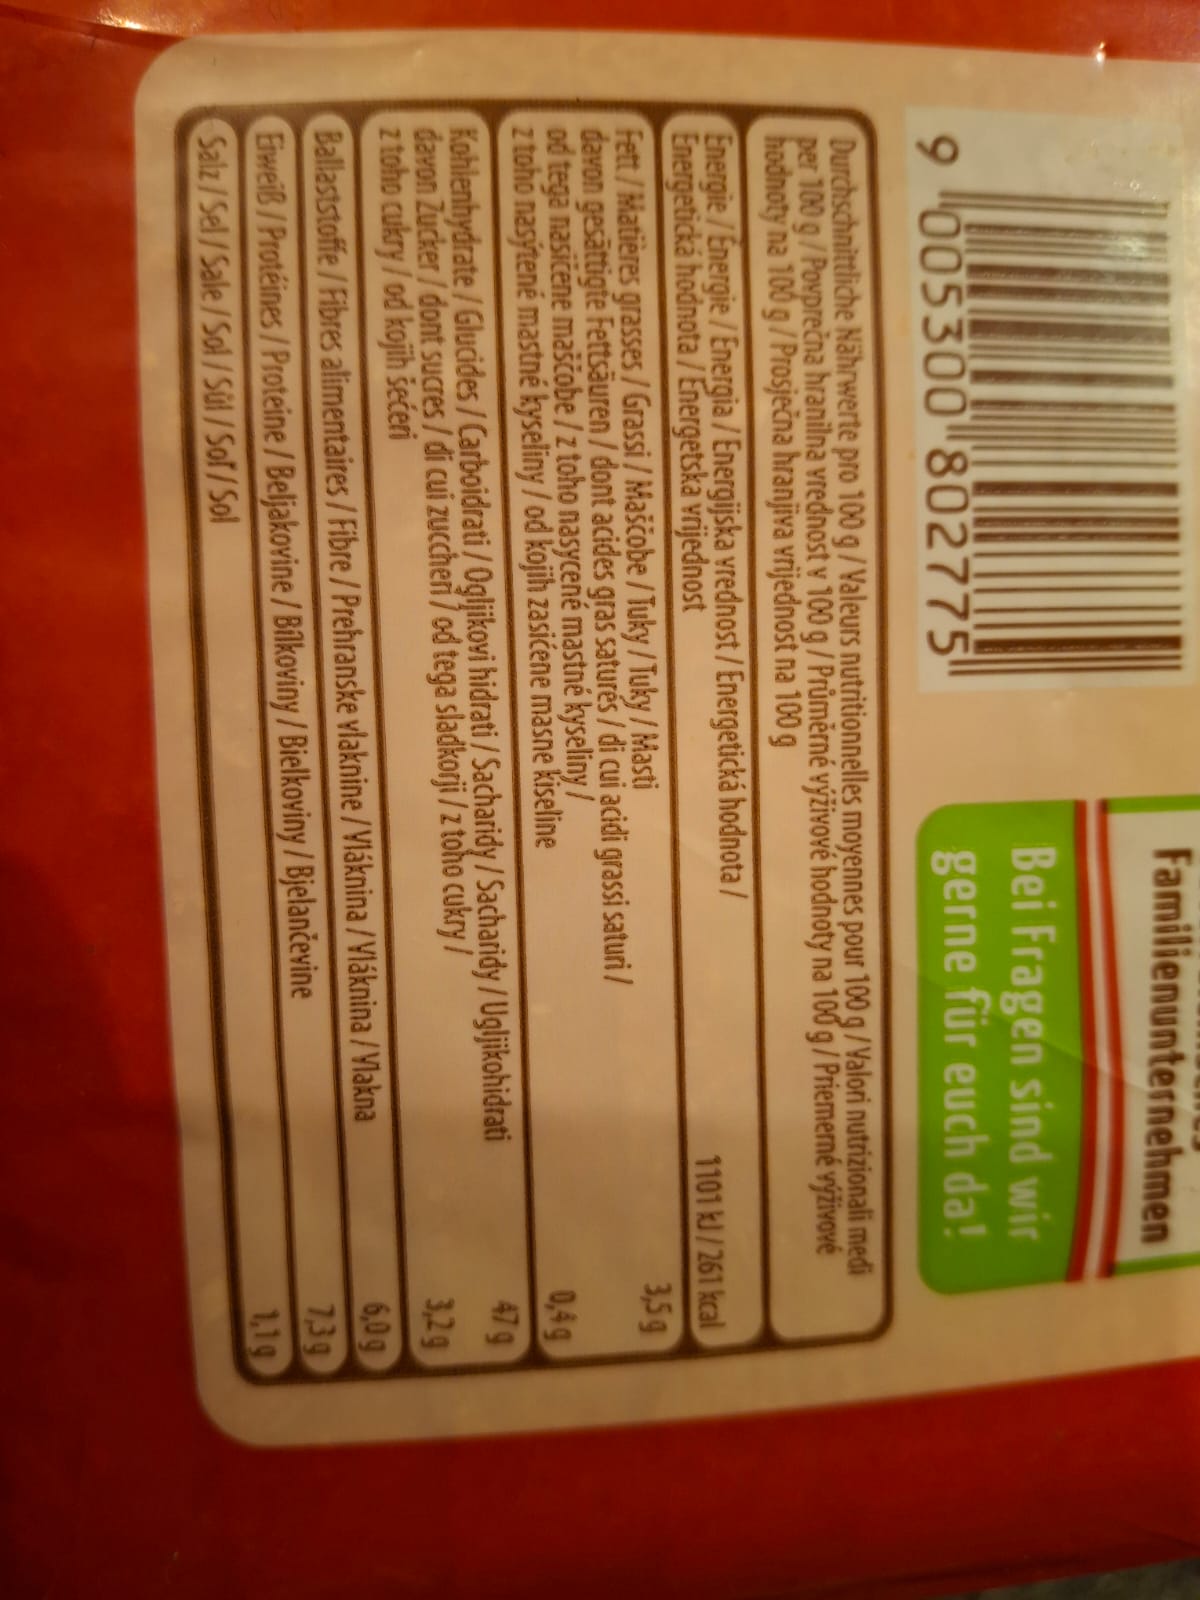 9 005300 802775
Familienunternehmen
Bei Fragen sind wir
gerne für euch da!
Durchschnittliche Nährwerte pro 100 g / Valeurs nutritionnelles moyennes pour 100 g / Valori nutrizionali medi
per 100 g / Povprečna hranilna vrednost v 100 g / Průměrné výživové hodnoty na 100 g / Priemerné výživové
hodnoty na 100 g / Prosječna hranjiva vrijednost na 100 g
Energie / Énergie / Energia / Energijska vrednost / Energetická hodnota /
Energetická hodnota / Energetska vrijednost 1101 kJ / 261 kcal
Fett / Matières grasses / Grassi / Maščobe / Tuky / Tuky / Masti 3,5 g
davon gesättigte Fettsäuren / dont acides gras saturés / di cui acidi grassi saturi /
od tega nasičene maščobe / z toho nasycené mastné kyseliny /
z toho nasýtené mastné kyseliny / od kojih zasićene masne kiseline 0,4 g
Kohlenhydrate / Glucides / Carboidrati / Ogljikovi hidrati / Sacharidy / Sacharidy / Ugljikohidrati 47 g
davon Zucker / dont sucres / di cui zuccheri / od tega sladkorji / z toho cukry /
z toho cukry / od kojih šećeri 3,2 g
Ballaststoffe / Fibres alimentaires / Fibre / Prehranske vlaknine / Vláknina / Vláknina / Vlakna 6,0 g
Eiweiß / Protéines / Proteine / Beljakovine / Bílkoviny / Bielkoviny / Bjelančevine 7,3 g
Salz / Sel / Sale / Sol / Sůl / Soľ / Sol 1,1 g